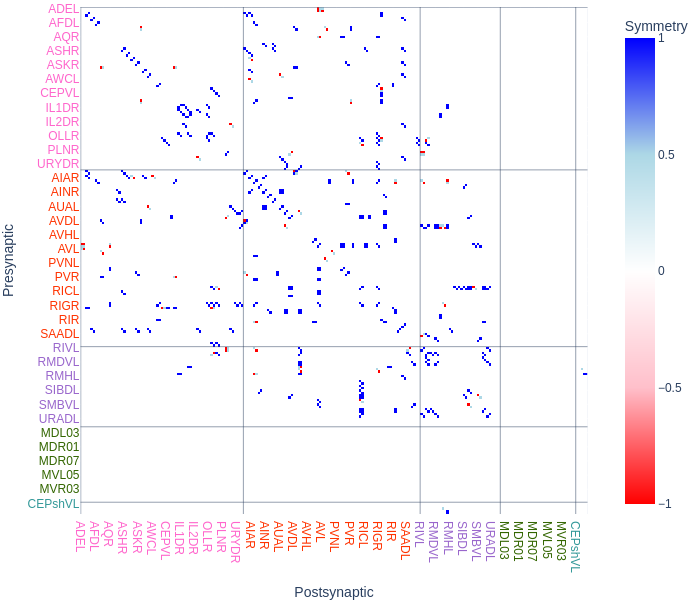 Symmetry
1
0.5
0
−0.5
−1
Presynaptic
ADEL
AFDL
AQR
ASHR
ASKR
AWCL
CEPVL
IL1DR
IL2DR
OLLR
PLNR
URYDR
AIAR
AINR
AUAL
AVDL
AVHL
AVL
PVNL
PVR
RICL
RIGR
RIR
SAADL
RIVL
RMDVL
RMHL
SIBDL
SMBVL
URADL
MDL03
MDR01
MDR07
MVL05
MVR03
CEPshVL
ADEL
AFDL
AQR
ASHR
ASKR
AWCL
CEPVL
IL1DR
IL2DR
OLLR
PLNR
URYDR
AIAR
AINR
AUAL
AVDL
AVHL
AVL
PVNL
PVR
RICL
RIGR
RIR
SAADL
RIVL
RMDVL
RMHL
SIBDL
SMBVL
URADL
MDL03
MDR01
MDR07
MVL05
MVR03
CEPshVL
Postsynaptic